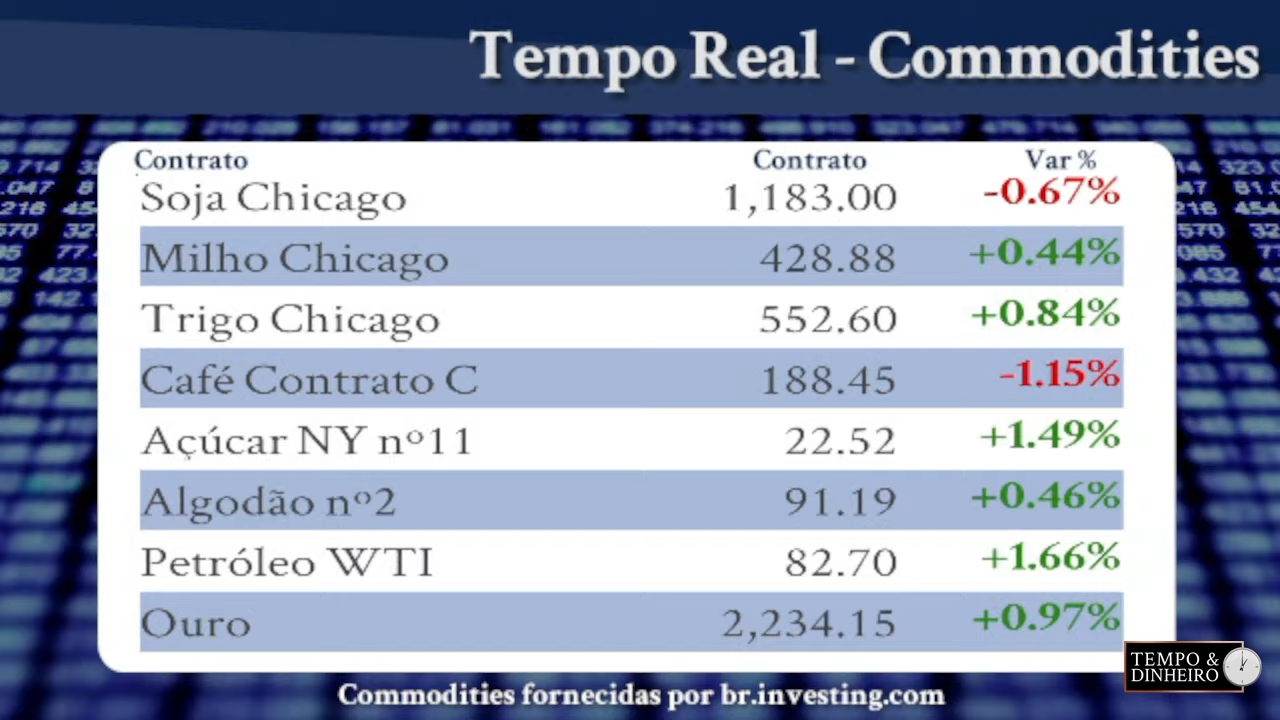 Tempo Real - Commodities
Contrato Contrato Var %
Soja Chicago 1,183.00 -0.67%
Milho Chicago 428.88 +0.44%
Trigo Chicago 552.60 +0.84%
Café Contrato C 188.45 -1.15%
Açúcar NY nº11 22.52 +1.49%
Algodão nº2 91.19 +0.46%
Petróleo WTI 82.70 +1.66%
Ouro 2,234.15 +0.97%
TEMPO &
DINHEIRO
Commodities fornecidas por br.investing.com